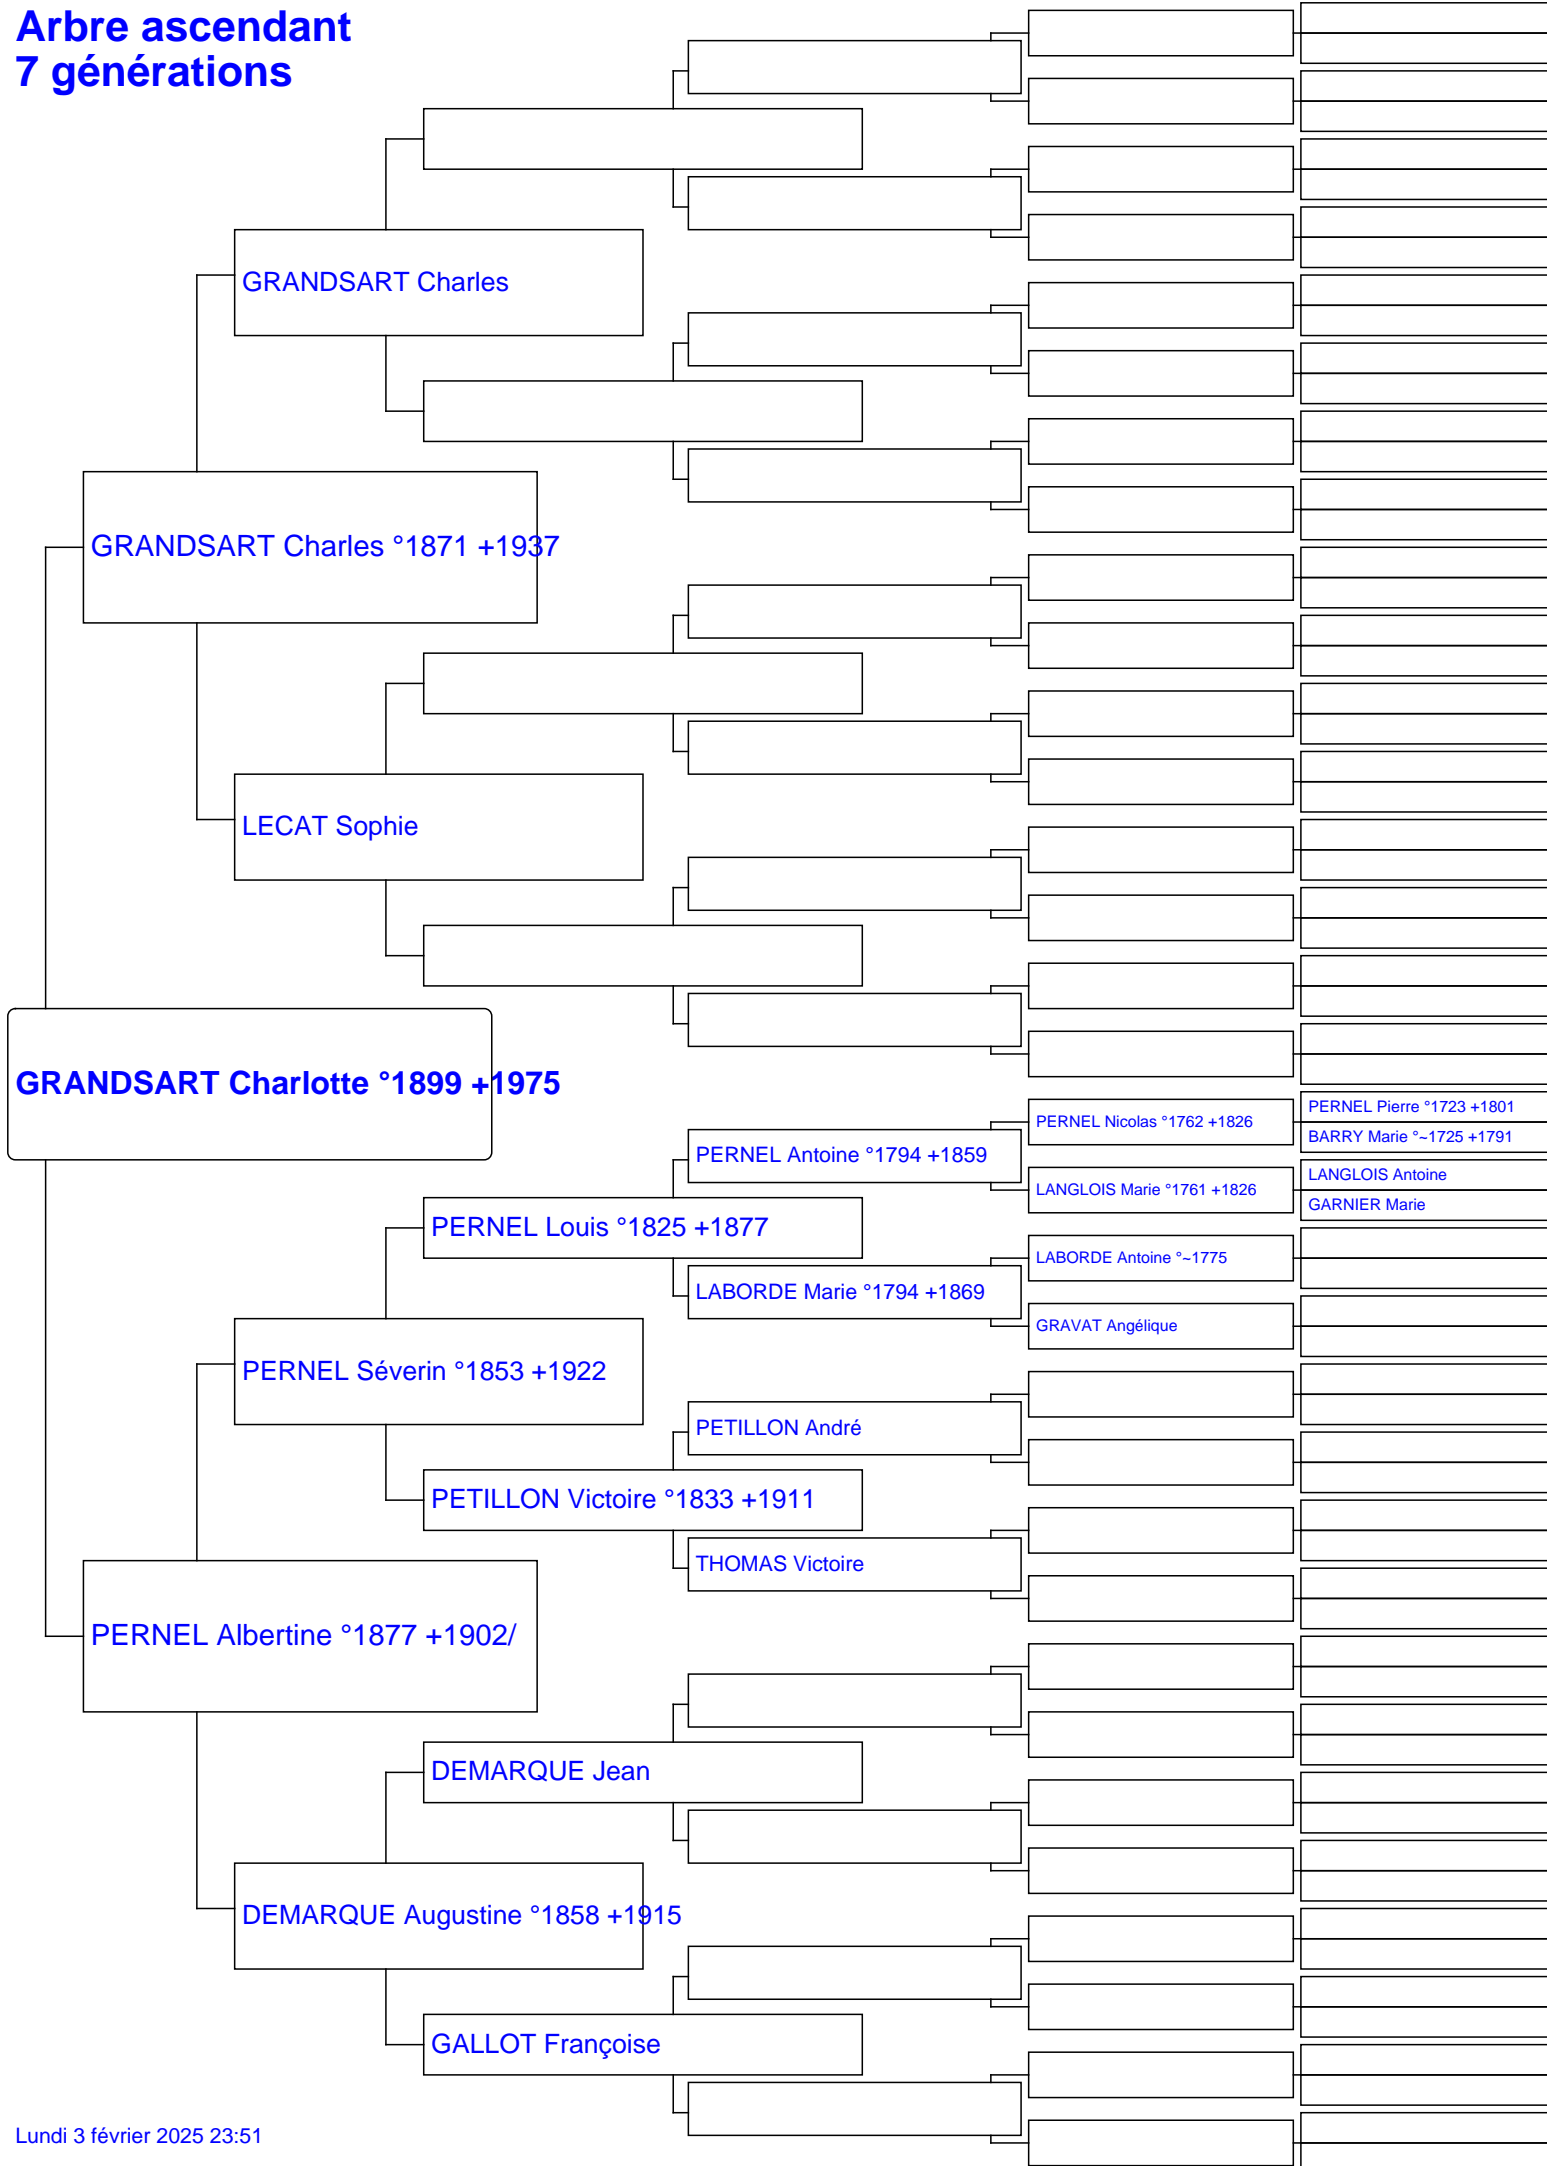 Arbre ascendant
7 générations
GRANDSART Charles
GRANDSART Charles °1871 +1937
LECAT Sophie
GRANDSART Charlotte °1899 +1975
PERNEL Pierre °1723 +1801
PERNEL Nicolas °1762 +1826
BARRY Marie °~1725 +1791
PERNEL Antoine °1794 +1859
LANGLOIS Antoine
LANGLOIS Marie °1761 +1826
GARNIER Marie
PERNEL Louis °1825 +1877
LABORDE Antoine °~1775
LABORDE Marie °1794 +1869
GRAVAT Angélique
PERNEL Séverin °1853 +1922
PETILLON André
PETILLON Victoire °1833 +1911
THOMAS Victoire
PERNEL Albertine °1877 +1902/
DEMARQUE Jean
DEMARQUE Augustine °1858 +1915
GALLOT Françoise
Lundi 3 février 2025 23:51